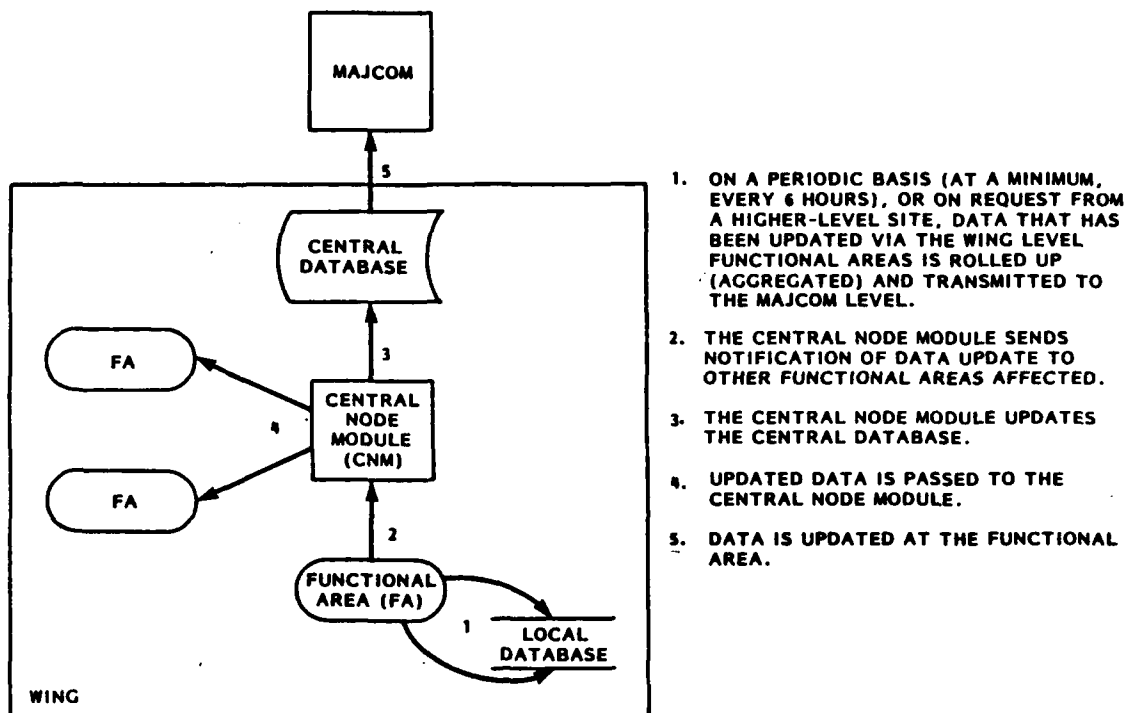 MAJCOM
5
CENTRAL
DATABASE
3
FA
CENTRAL
NODE
MODULE
(CNM)
4
FA
2
FUNCTIONAL
AREA (FA)
1
LOCAL
DATABASE
WING
1. ON A PERIODIC BASIS (AT A MINIMUM,
EVERY 6 HOURS), OR ON REQUEST FROM
A HIGHER-LEVEL SITE, DATA THAT HAS
BEEN UPDATED VIA THE WING LEVEL
FUNCTIONAL AREAS IS ROLLED UP
(AGGREGATED) AND TRANSMITTED TO
THE MAJCOM LEVEL.
2. THE CENTRAL NODE MODULE SENDS
NOTIFICATION OF DATA UPDATE TO
OTHER FUNCTIONAL AREAS AFFECTED.
3. THE CENTRAL NODE MODULE UPDATES
THE CENTRAL DATABASE.
4. UPDATED DATA IS PASSED TO THE
CENTRAL NODE MODULE.
5. DATA IS UPDATED AT THE FUNCTIONAL
AREA.